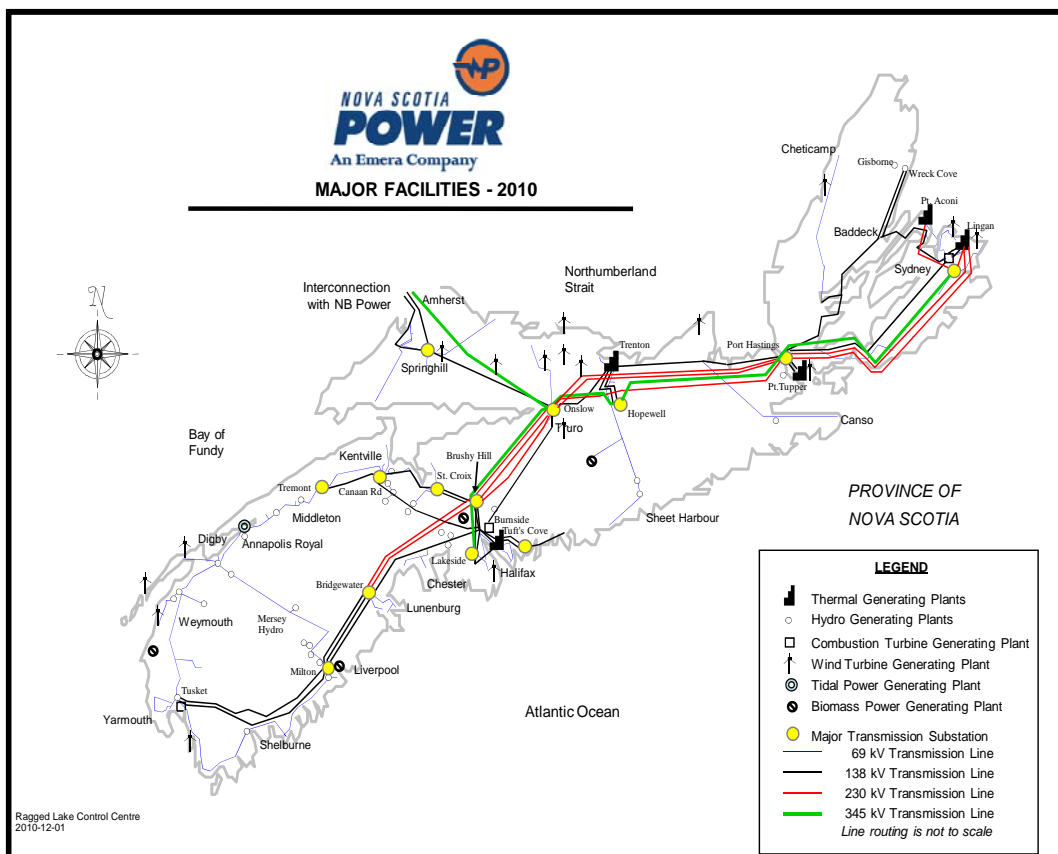 NOVA SCOTIA
POWER
An Emera Company
MAJOR FACILITIES - 2010
N
Interconnection
with NB Power
Amherst
Northumberland
Strait
Cheticamp
Gisborne
Wreck Cove
Pt. Aconi
Lingan
Baddeck
Sydney
Springhill
Trenton
Port Hastings
Pt.Tupper
Onslow
Hopewell
Truro
Canso
Bay of
Fundy
Kentville
Brushy Hill
St. Croix
Tremont
Canaan Rd
Middleton
Burnside
Tuft's Cove
Sheet Harbour
Digby
Annapolis Royal
Lakeside
Halifax
Chester
Bridgewater
Lunenburg
Weymouth
Mersey
Hydro
Milton
Liverpool
Tusket
Yarmouth
Shelburne
Atlantic Ocean
PROVINCE OF
NOVA SCOTIA
LEGEND
Thermal Generating Plants
Hydro Generating Plants
Combustion Turbine Generating Plant
Wind Turbine Generating Plant
Tidal Power Generating Plant
Biomass Power Generating Plant
Major Transmission Substation
69 kV Transmission Line
138 kV Transmission Line
230 kV Transmission Line
345 kV Transmission Line
Line routing is not to scale
Ragged Lake Control Centre
2010-12-01